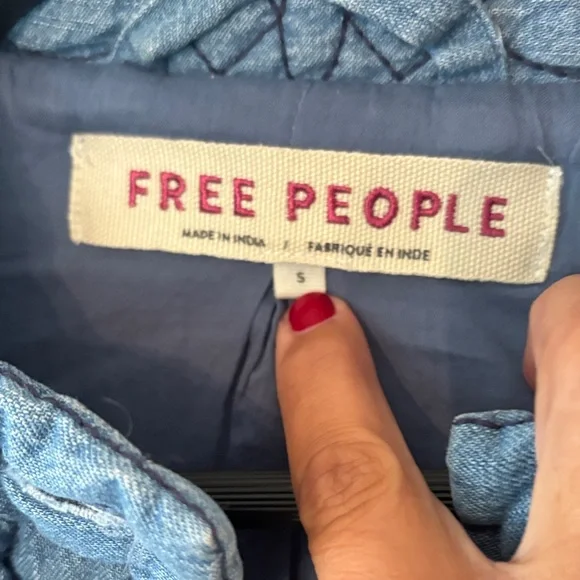 FREE PEOPLE
MADE IN INDIA / FABRIQUÉ EN INDE
S